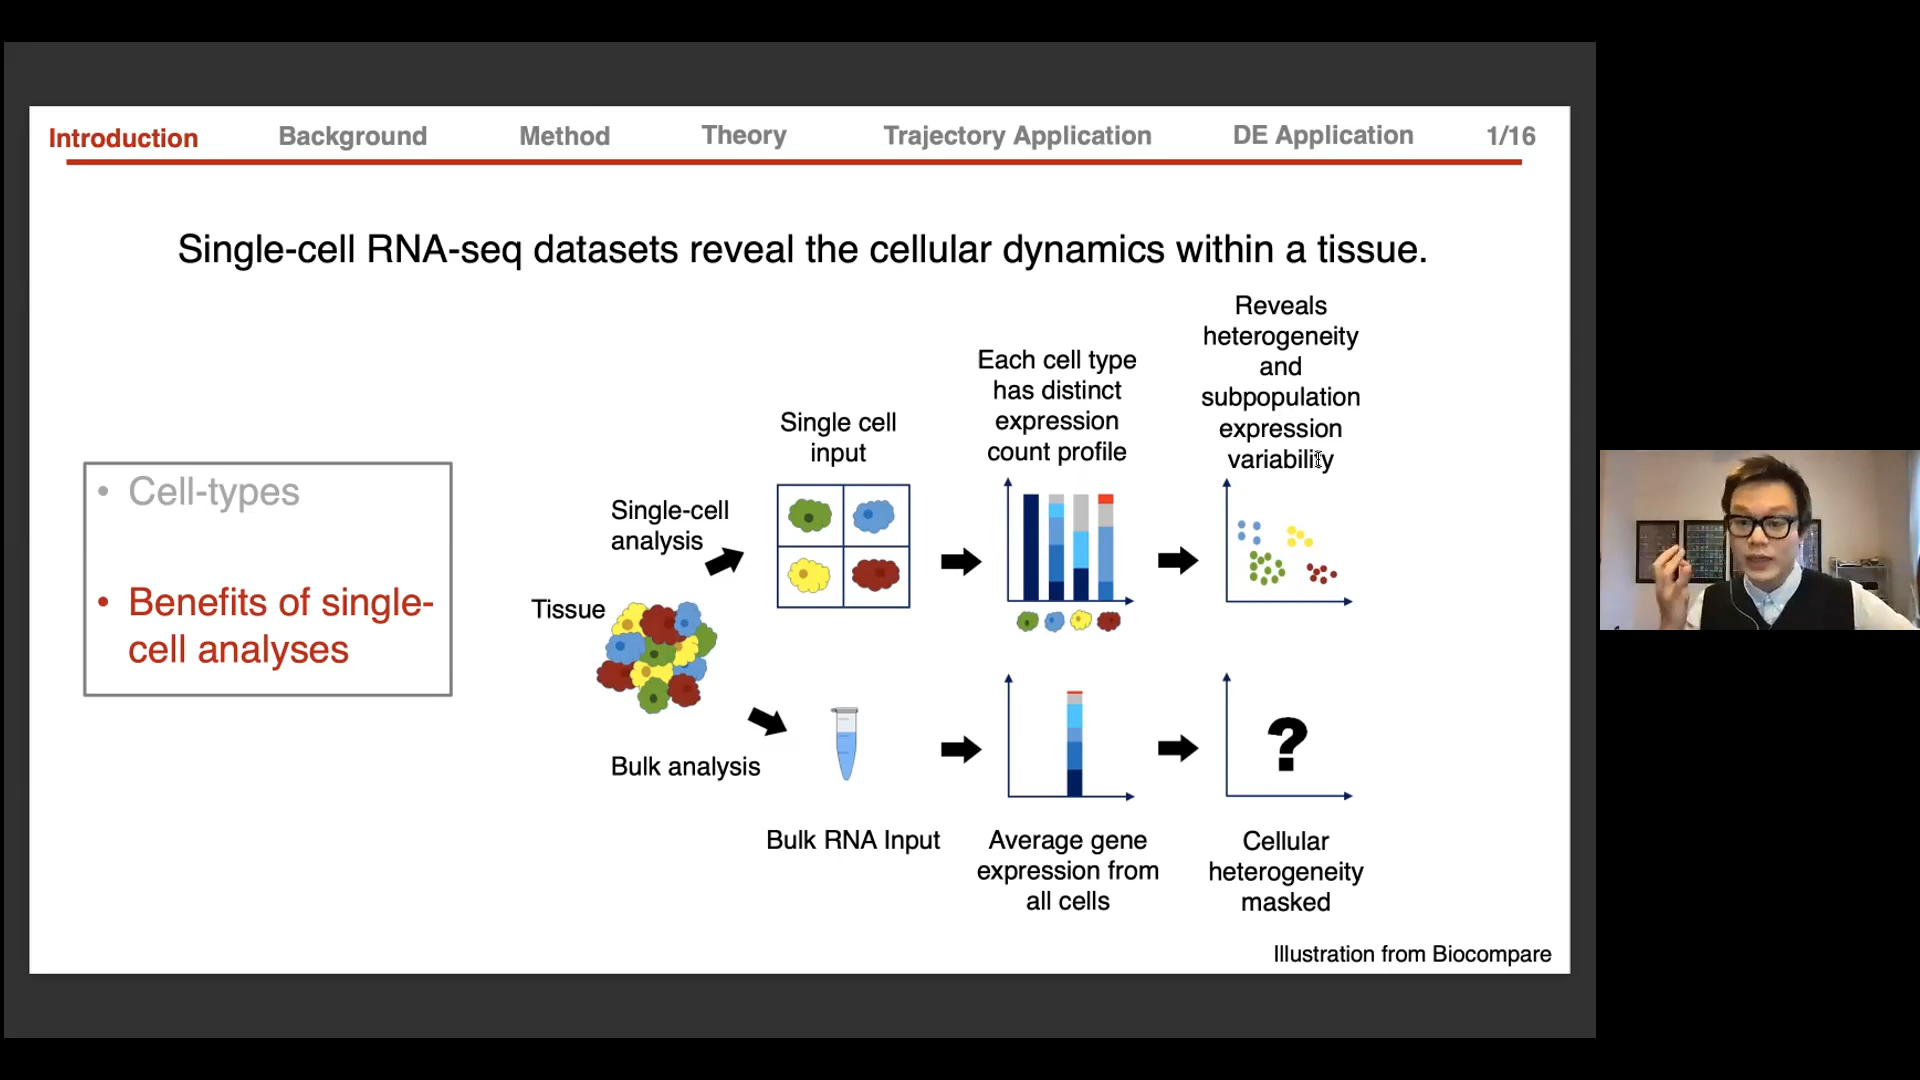 Introduction Background Method Theory Trajectory Application DE Application 1/16
Single-cell RNA-seq datasets reveal the cellular dynamics within a tissue.
• Cell-types
• Benefits of single-
cell analyses
Tissue
Single-cell
analysis
Single cell
input
Each cell type
has distinct
expression
count profile
Reveals
heterogeneity
and
subpopulation
expression
variability
Bulk analysis
Bulk RNA Input
Average gene
expression from
all cells
?
Cellular
heterogeneity
masked
Illustration from Biocompare